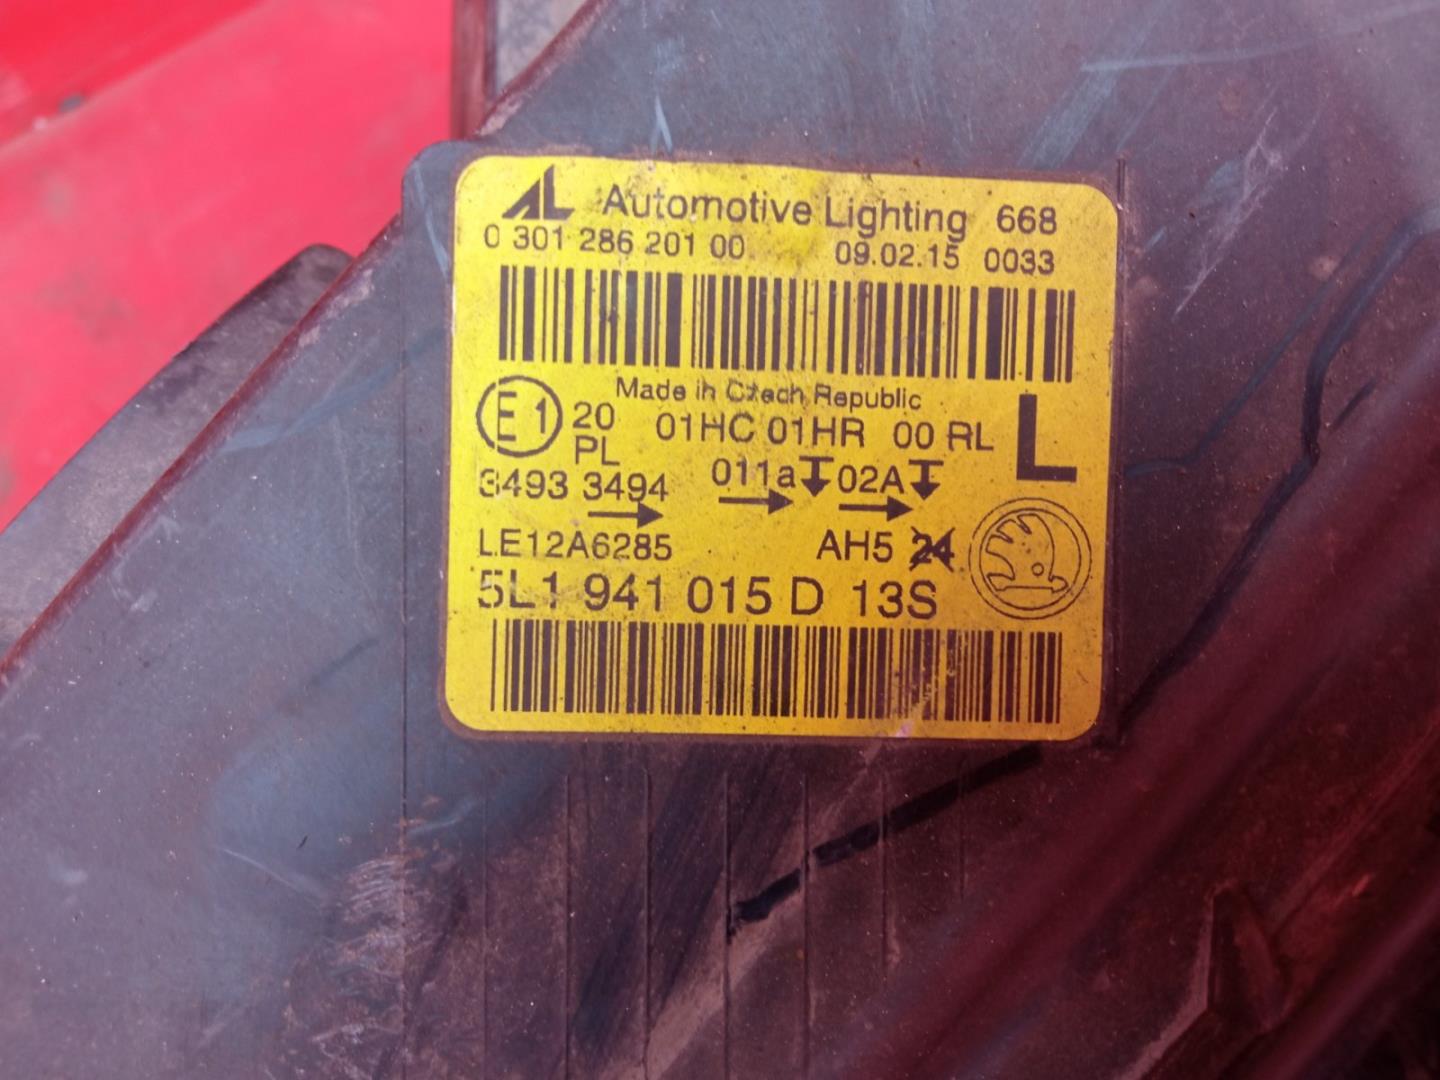 AL Automotive Lighting 668
0 301 286 201 00 09.02.15 0033
Made in Czech Republic
E1 20 01HC 01HR 00 RL L
PL
3493 3494 011a 02A
LE12A6285 AH5 24
5L1 941 015 D 13S